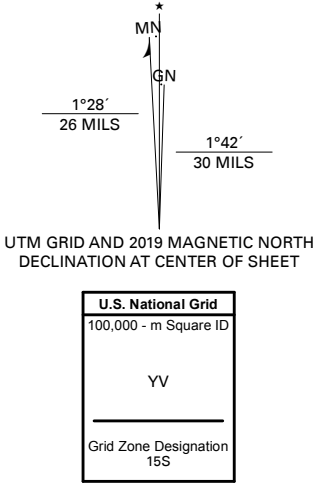 ★
MN
GN
1°28´
26 MILS
1°42´
30 MILS
UTM GRID AND 2019 MAGNETIC NORTH
DECLINATION AT CENTER OF SHEET
U.S. National Grid
100,000 - m Square ID
YV
Grid Zone Designation
15S